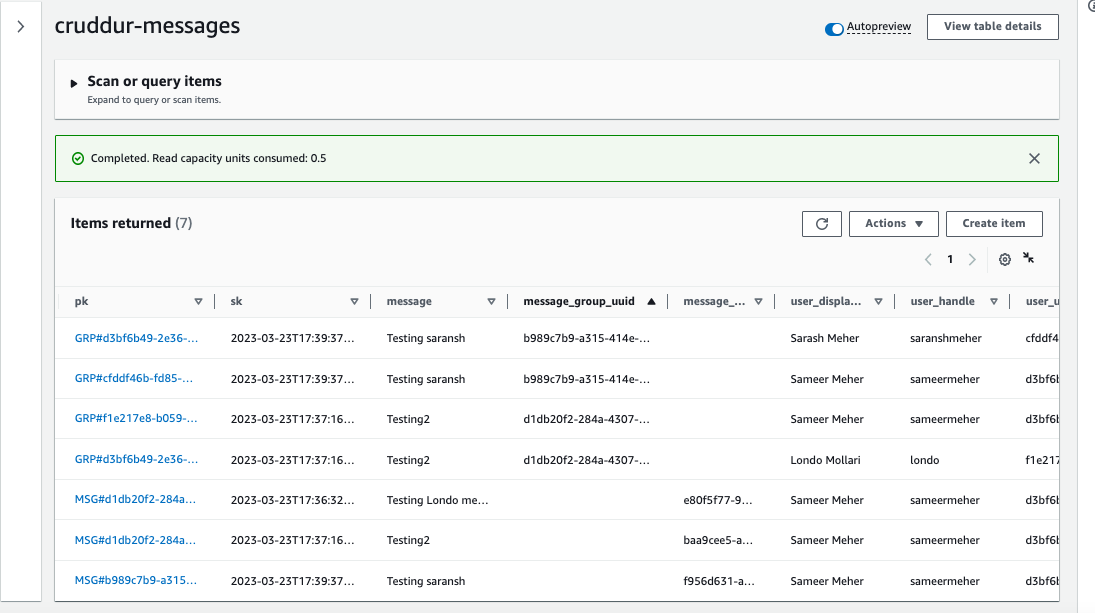 cruddur-messages
Autopreview
View table details
Scan or query items
Expand to query or scan items.
Completed. Read capacity units consumed: 0.5
Items returned (7)
Actions
Create item
1
pk sk message message_group_uuid message_... user_displa... user_handle user_u
GRP#d3bf6b49-2e36-... 2023-03-23T17:39:37... Testing saransh b989c7b9-a315-414e-... Sarash Meher saranshmeher cfddf4
GRP#cfddf46b-fd85-... 2023-03-23T17:39:37... Testing saransh b989c7b9-a315-414e-... Sameer Meher sameermeher d3bf6b
GRP#f1e217e8-b059-... 2023-03-23T17:37:16... Testing2 d1db20f2-284a-4307-... Sameer Meher sameermeher d3bf6b
GRP#d3bf6b49-2e36-... 2023-03-23T17:37:16... Testing2 d1db20f2-284a-4307-... Londo Mollari londo f1e217
MSG#d1db20f2-284a... 2023-03-23T17:36:32... Testing Londo me... e80f5f77-9... Sameer Meher sameermeher d3bf6b
MSG#d1db20f2-284a... 2023-03-23T17:37:16... Testing2 baa9cee5-a... Sameer Meher sameermeher d3bf6b
MSG#b989c7b9-a315... 2023-03-23T17:39:37... Testing saransh f956d631-a... Sameer Meher sameermeher d3bf6b